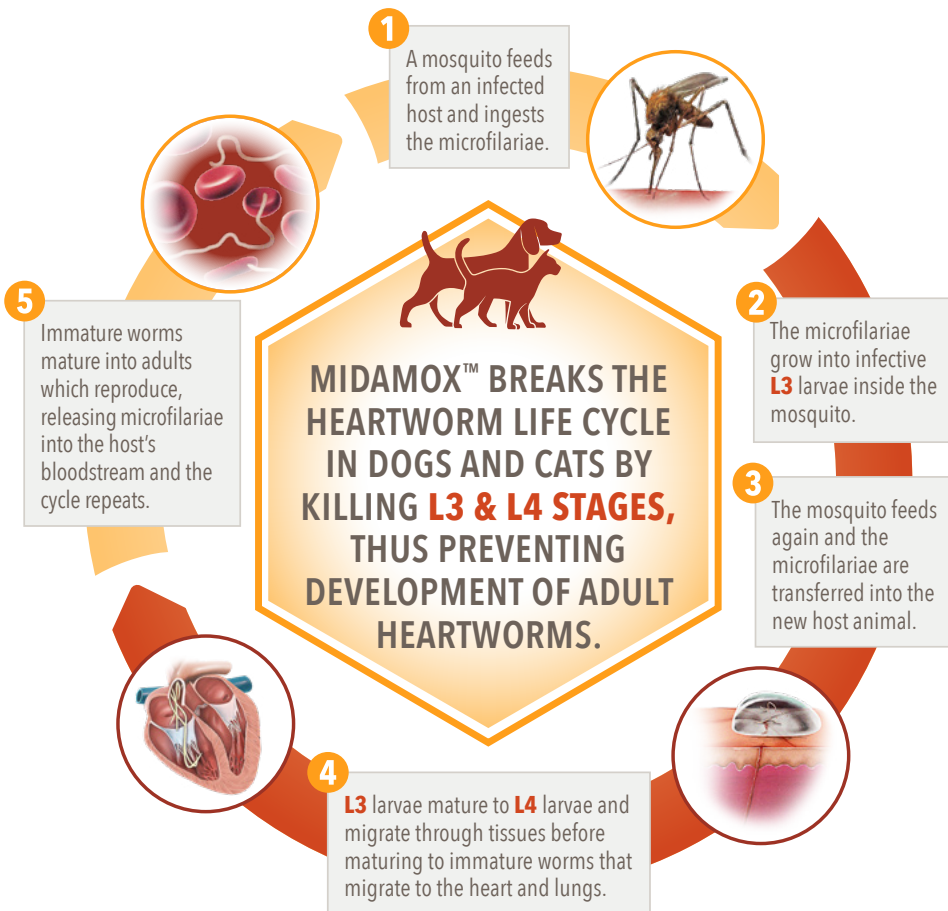 1
A mosquito feeds
from an infected
host and ingests
the microfilariae.
2
The microfilariae
grow into infective
L3 larvae inside the
mosquito.
3
The mosquito feeds
again and the
microfilariae are
transferred into the
new host animal.
4
L3 larvae mature to L4 larvae and
migrate through tissues before
maturing to immature worms that
migrate to the heart and lungs.
5
Immature worms
mature into adults
which reproduce,
releasing microfilariae
into the host’s
bloodstream and the
cycle repeats.
MIDAMOX™ BREAKS THE
HEARTWORM LIFE CYCLE
IN DOGS AND CATS BY
KILLING L3 & L4 STAGES,
THUS PREVENTING
DEVELOPMENT OF ADULT
HEARTWORMS.